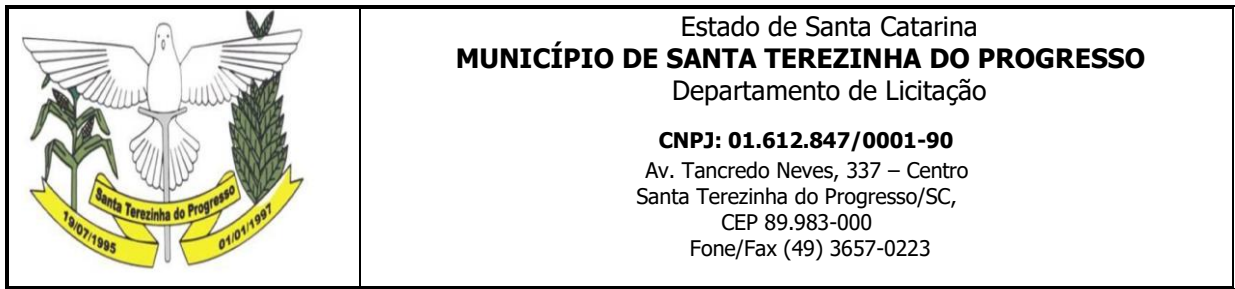 Estado de Santa Catarina
MUNICÍPIO DE SANTA TEREZINHA DO PROGRESSO
Departamento de Licitação
CNPJ: 01.612.847/0001-90
Av. Tancredo Neves, 337 – Centro
Santa Terezinha do Progresso/SC,
CEP 89.983-000
Fone/Fax (49) 3657-0223
Santa Terezinha do Progresso
19/07/1995
01/01/1997